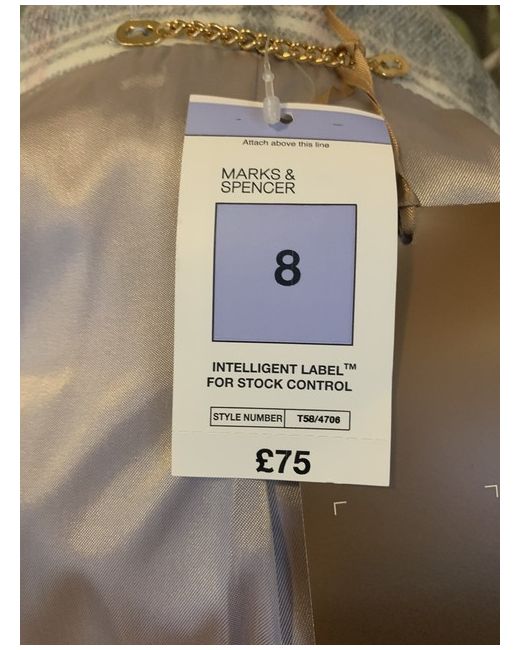 Attach above this line
MARKS &
SPENCER
8
INTELLIGENT LABEL™
FOR STOCK CONTROL
STYLE NUMBER T58/4706
£75